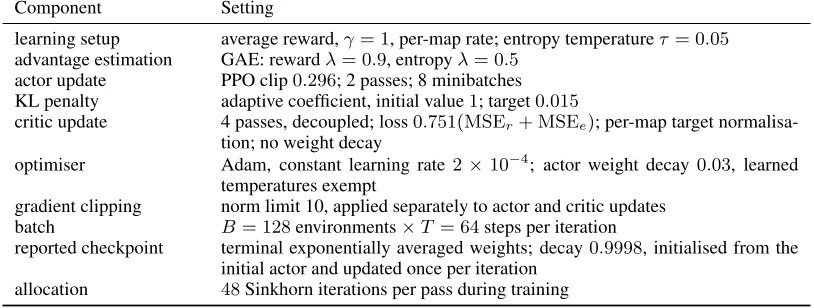 Component Setting
learning setup average reward, γ = 1, per-map rate; entropy temperature τ = 0.05
advantage estimation GAE: reward λ = 0.9, entropy λ = 0.5
actor update PPO clip 0.296; 2 passes; 8 minibatches
KL penalty adaptive coefficient, initial value 1; target 0.015
critic update 4 passes, decoupled; loss 0.751(MSE_r + MSE_e); per-map target normalisa-
tion; no weight decay
optimiser Adam, constant learning rate 2 × 10⁻⁴; actor weight decay 0.03, learned
temperatures exempt
gradient clipping norm limit 10, applied separately to actor and critic updates
batch B = 128 environments × T = 64 steps per iteration
reported checkpoint terminal exponentially averaged weights; decay 0.9998, initialised from the
initial actor and updated once per iteration
allocation 48 Sinkhorn iterations per pass during training